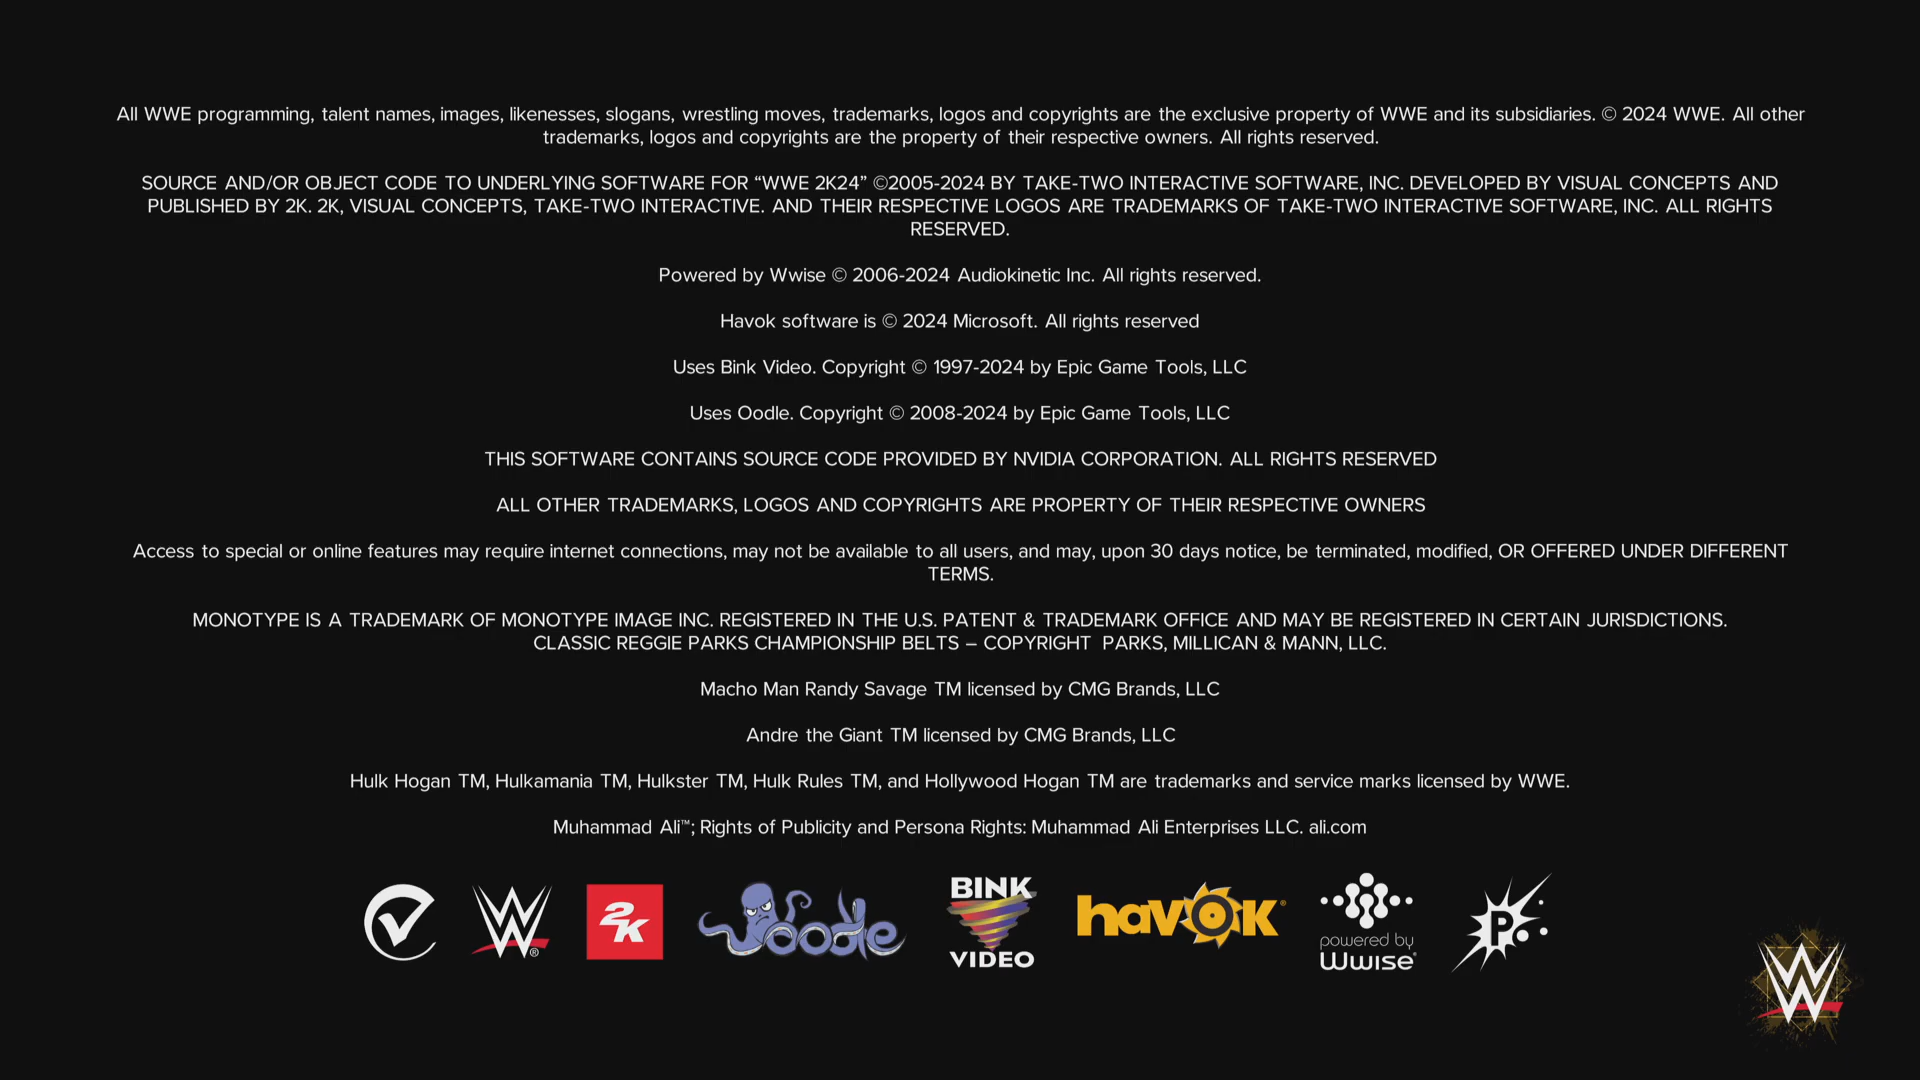 All WWE programming, talent names, images, likenesses, slogans, wrestling moves, trademarks, logos and copyrights are the exclusive property of WWE and its subsidiaries. © 2024 WWE. All other
trademarks, logos and copyrights are the property of their respective owners. All rights reserved.
SOURCE AND/OR OBJECT CODE TO UNDERLYING SOFTWARE FOR “WWE 2K24” ©2005-2024 BY TAKE-TWO INTERACTIVE SOFTWARE, INC. DEVELOPED BY VISUAL CONCEPTS AND
PUBLISHED BY 2K. 2K, VISUAL CONCEPTS, TAKE-TWO INTERACTIVE. AND THEIR RESPECTIVE LOGOS ARE TRADEMARKS OF TAKE-TWO INTERACTIVE SOFTWARE, INC. ALL RIGHTS
RESERVED.
Powered by Wwise © 2006-2024 Audiokinetic Inc. All rights reserved.
Havok software is © 2024 Microsoft. All rights reserved
Uses Bink Video. Copyright © 1997-2024 by Epic Game Tools, LLC
Uses Oodle. Copyright © 2008-2024 by Epic Game Tools, LLC
THIS SOFTWARE CONTAINS SOURCE CODE PROVIDED BY NVIDIA CORPORATION. ALL RIGHTS RESERVED
ALL OTHER TRADEMARKS, LOGOS AND COPYRIGHTS ARE PROPERTY OF THEIR RESPECTIVE OWNERS
Access to special or online features may require internet connections, may not be available to all users, and may, upon 30 days notice, be terminated, modified, OR OFFERED UNDER DIFFERENT
TERMS.
MONOTYPE IS A TRADEMARK OF MONOTYPE IMAGE INC. REGISTERED IN THE U.S. PATENT & TRADEMARK OFFICE AND MAY BE REGISTERED IN CERTAIN JURISDICTIONS.
CLASSIC REGGIE PARKS CHAMPIONSHIP BELTS – COPYRIGHT PARKS, MILLICAN & MANN, LLC.
Macho Man Randy Savage TM licensed by CMG Brands, LLC
Andre the Giant TM licensed by CMG Brands, LLC
Hulk Hogan TM, Hulkamania TM, Hulkster TM, Hulk Rules TM, and Hollywood Hogan TM are trademarks and service marks licensed by WWE.
Muhammad Ali™; Rights of Publicity and Persona Rights: Muhammad Ali Enterprises LLC. ali.com
W ®
2K
oodle
BINK
VIDEO
havok®
powered by
Wwise®
P
W